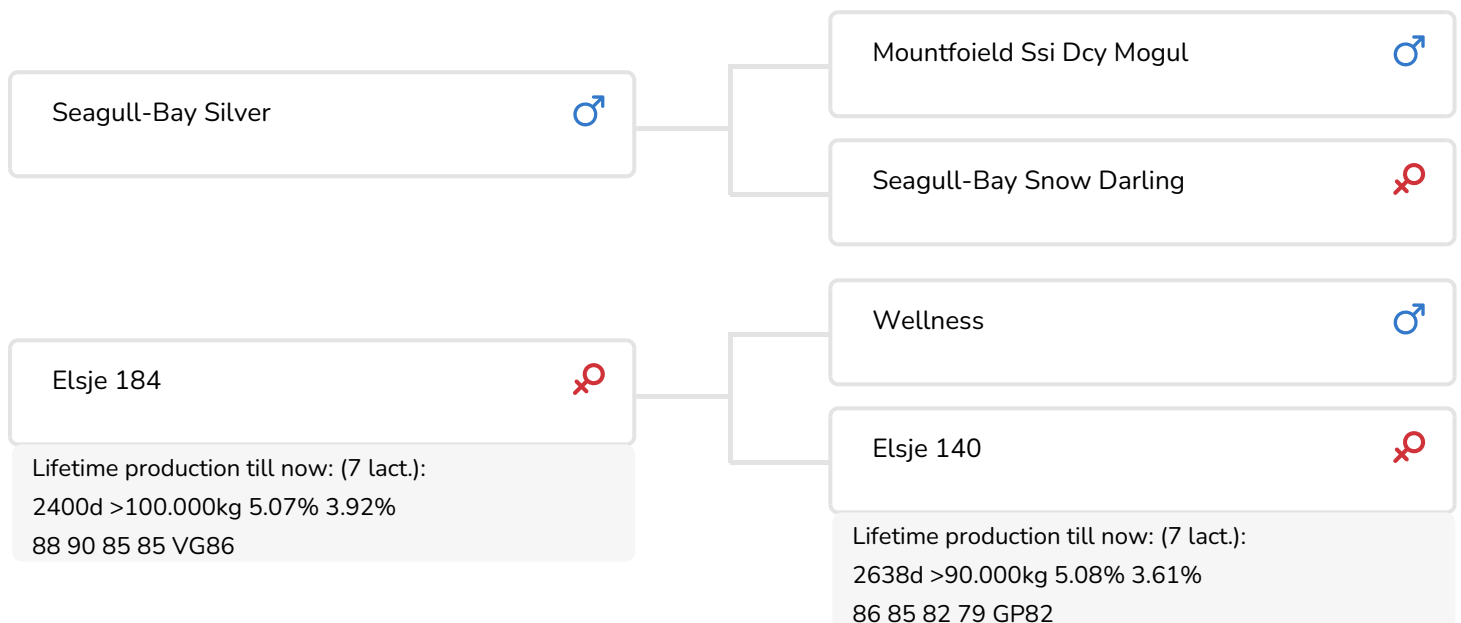 Mountfoield Ssi Dcy Mogul
Seagull-Bay Silver
Seagull-Bay Snow Darling
Wellness
Elsje 184
Elsje 140
Lifetime production till now: (7 lact.):
2400d >100.000kg 5.07% 3.92%
88 90 85 85 VG86
Lifetime production till now: (7 lact.):
2638d >90.000kg 5.08% 3.61%
86 85 82 79 GP82